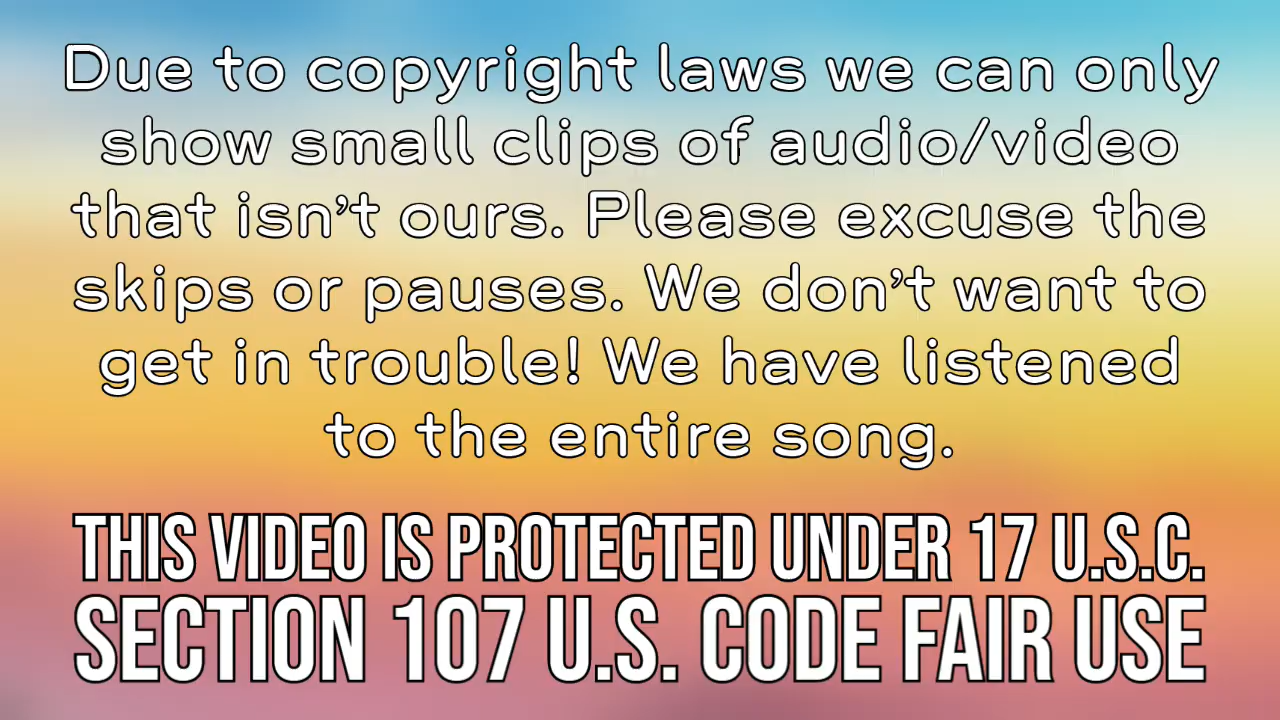 Due to copyright laws we can only
show small clips of audio/video
that isn’t ours. Please excuse the
skips or pauses. We don’t want to
get in trouble! We have listened
to the entire song.
THIS VIDEO IS PROTECTED UNDER 17 U.S.C.
SECTION 107 U.S. CODE FAIR USE